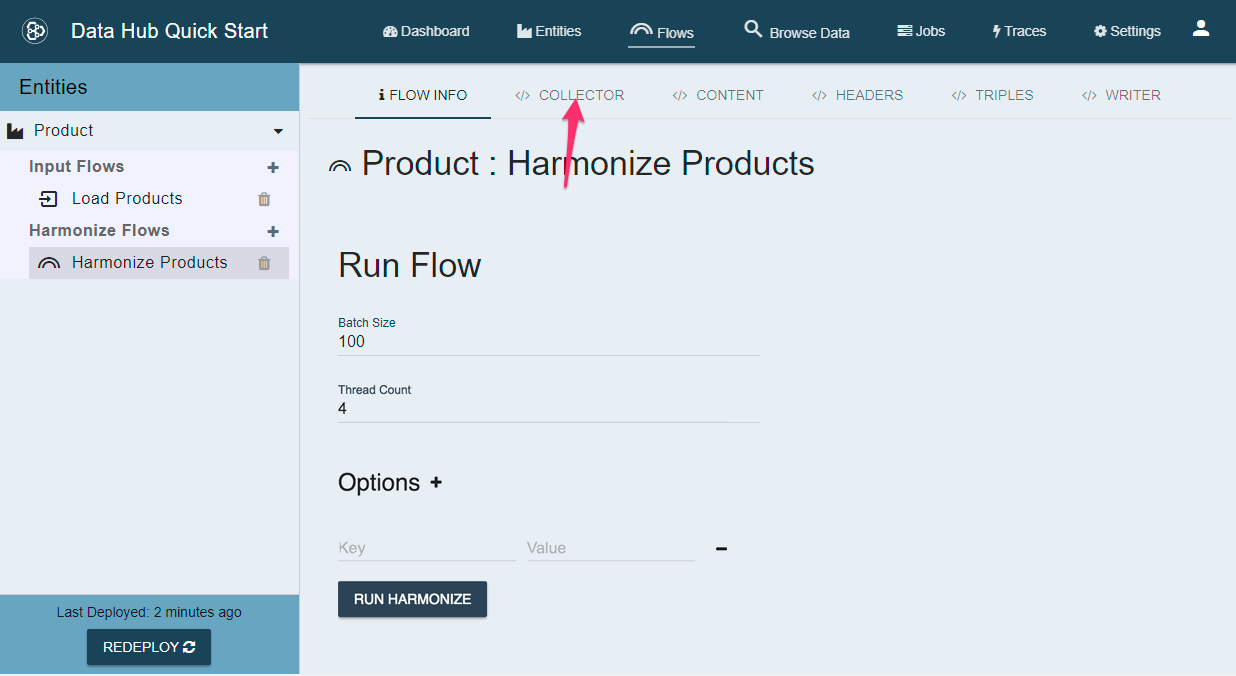 Data Hub Quick Start
Dashboard
Entities
Flows
Browse Data
Jobs
Traces
Settings
Entities
Product
Input Flows
Load Products
Harmonize Flows
Harmonize Products
Last Deployed: 2 minutes ago
REDEPLOY
FLOW INFO
</> COLLECTOR
</> CONTENT
</> HEADERS
</> TRIPLES
</> WRITER
Product : Harmonize Products
Run Flow
Batch Size
100
Thread Count
4
Options +
Key
Value
RUN HARMONIZE